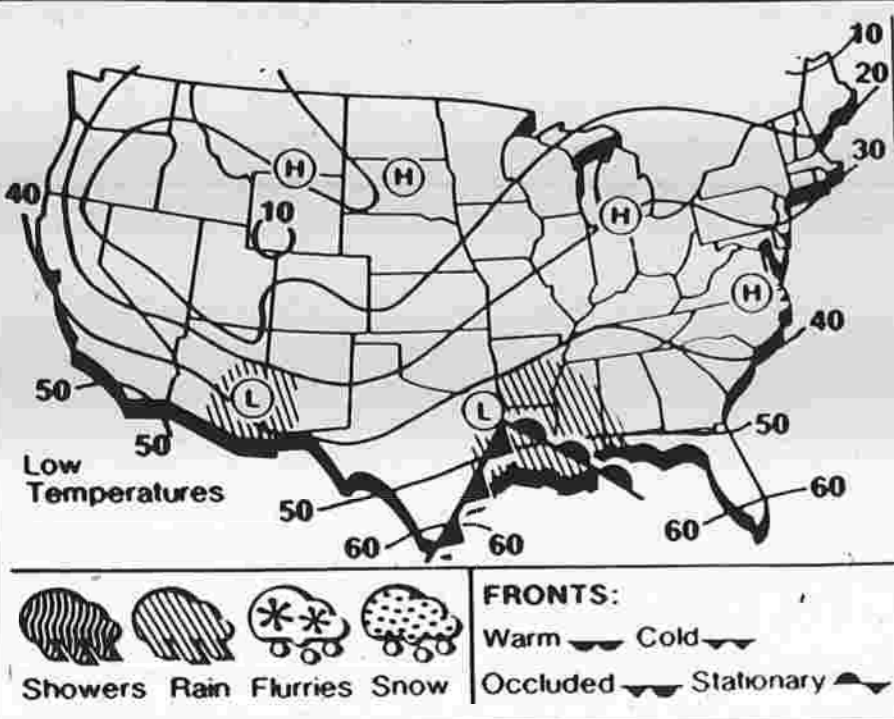 10
20
30
40
H
H
H
10
H
40
50
L
L
50
50
Low
Temperatures
50
60
60
60
60
Showers Rain Flurries Snow
FRONTS:
Warm Cold
Occluded Stationary